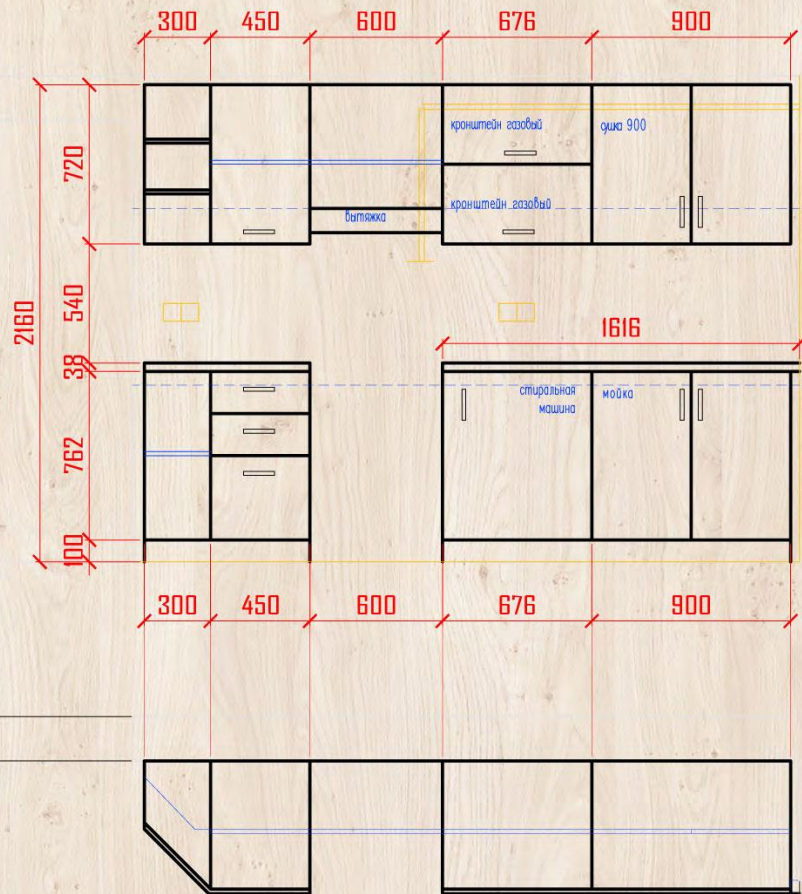 300 450 600 676 900
720
540
38
762
100
2160
кронштейн газовый
сушка 900
кронштейн газовый
вытяжка
1616
стиральная
машина
мойка
300 450 600 676 900